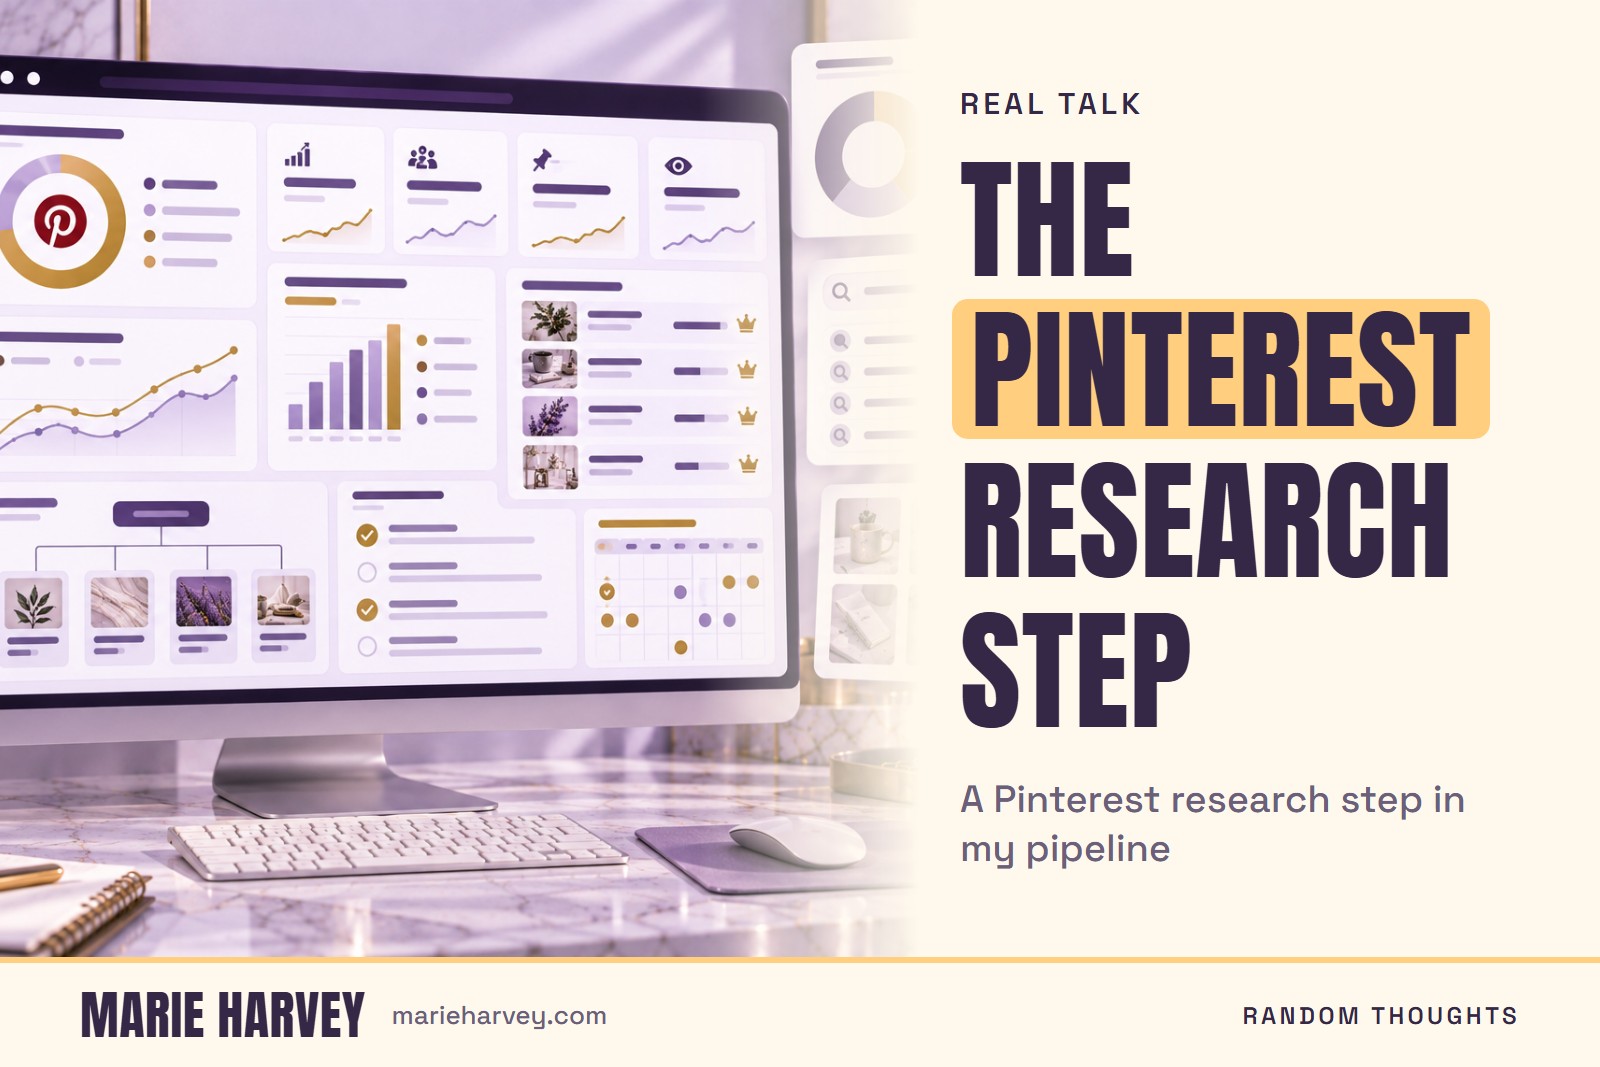 REAL TALK
THE
PINTEREST
RESEARCH
STEP
A Pinterest research step in
my pipeline
MARIE HARVEY
marieharvey.com
RANDOM THOUGHTS